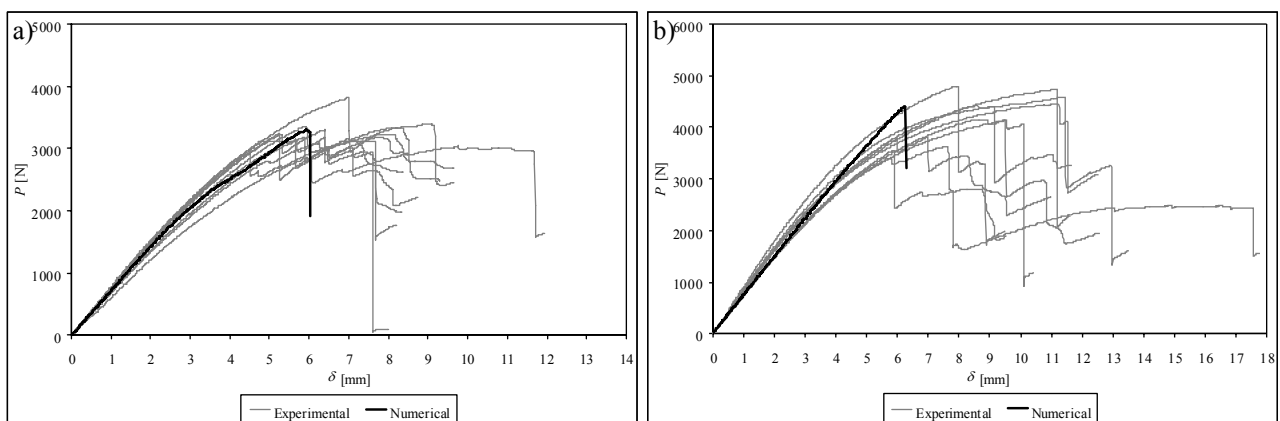 a)
5000
4000
3000
2000
1000
0
P [N]
0 1 2 3 4 5 6 7 8 9 10 11 12 13 14
δ [mm]
Experimental Numerical
b)
6000
5000
4000
3000
2000
1000
0
P [N]
0 1 2 3 4 5 6 7 8 9 10 11 12 13 14 15 16 17 18
δ [mm]
Experimental Numerical